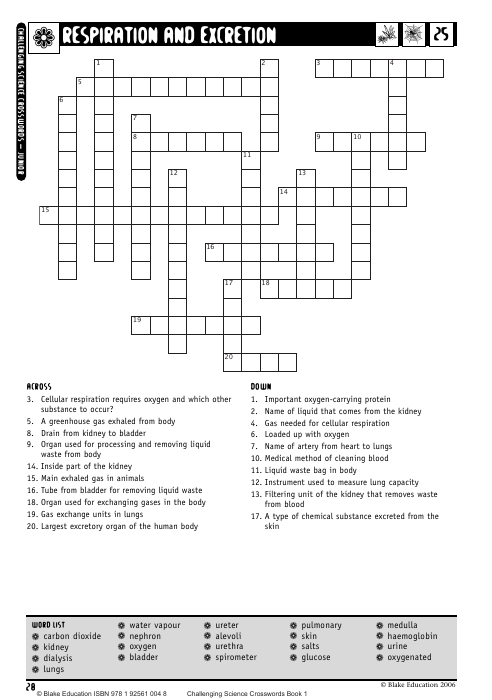 RESPIRATION AND EXCRETION
25
CHALLENGING SCIENCE CROSSWORDS – JUNIOR
1
2
3
4
5
6
7
8
9
10
11
12
13
14
15
16
17
18
19
20
ACROSS
3. Cellular respiration requires oxygen and which other
substance to occur?
5. A greenhouse gas exhaled from body
8. Drain from kidney to bladder
9. Organ used for processing and removing liquid
waste from body
14. Inside part of the kidney
15. Main exhaled gas in animals
16. Tube from bladder for removing liquid waste
18. Organ used for exchanging gases in the body
19. Gas exchange units in lungs
20. Largest excretory organ of the human body
DOWN
1. Important oxygen-carrying protein
2. Name of liquid that comes from the kidney
4. Gas needed for cellular respiration
6. Loaded up with oxygen
7. Name of artery from heart to lungs
10. Medical method of cleaning blood
11. Liquid waste bag in body
12. Instrument used to measure lung capacity
13. Filtering unit of the kidney that removes waste
from blood
17. A type of chemical substance excreted from the
skin
WORD LIST
carbon dioxide
kidney
dialysis
lungs
water vapour
nephron
oxygen
bladder
ureter
alevoli
urethra
spirometer
pulmonary
skin
salts
glucose
medulla
haemoglobin
urine
oxygenated
28
© Blake Education 2006
© Blake Education ISBN 978 1 92561 004 8 Challenging Science Crosswords Book 1